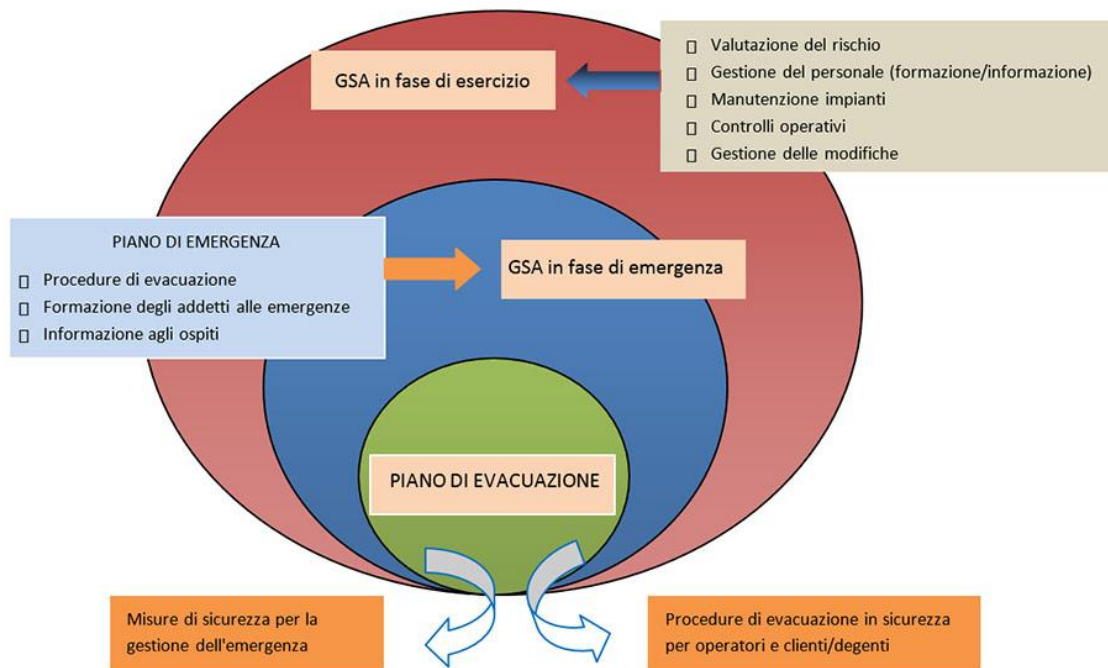 GSA in fase di esercizio
Valutazione del rischio
Gestione del personale (formazione/informazione)
Manutenzione impianti
Controlli operativi
Gestione delle modifiche
PIANO DI EMERGENZA
Procedure di evacuazione
Formazione degli addetti alle emergenze
Informazione agli ospiti
GSA in fase di emergenza
PIANO DI EVACUAZIONE
Misure di sicurezza per la
gestione dell'emergenza
Procedure di evacuazione in sicurezza
per operatori e clienti/degenti